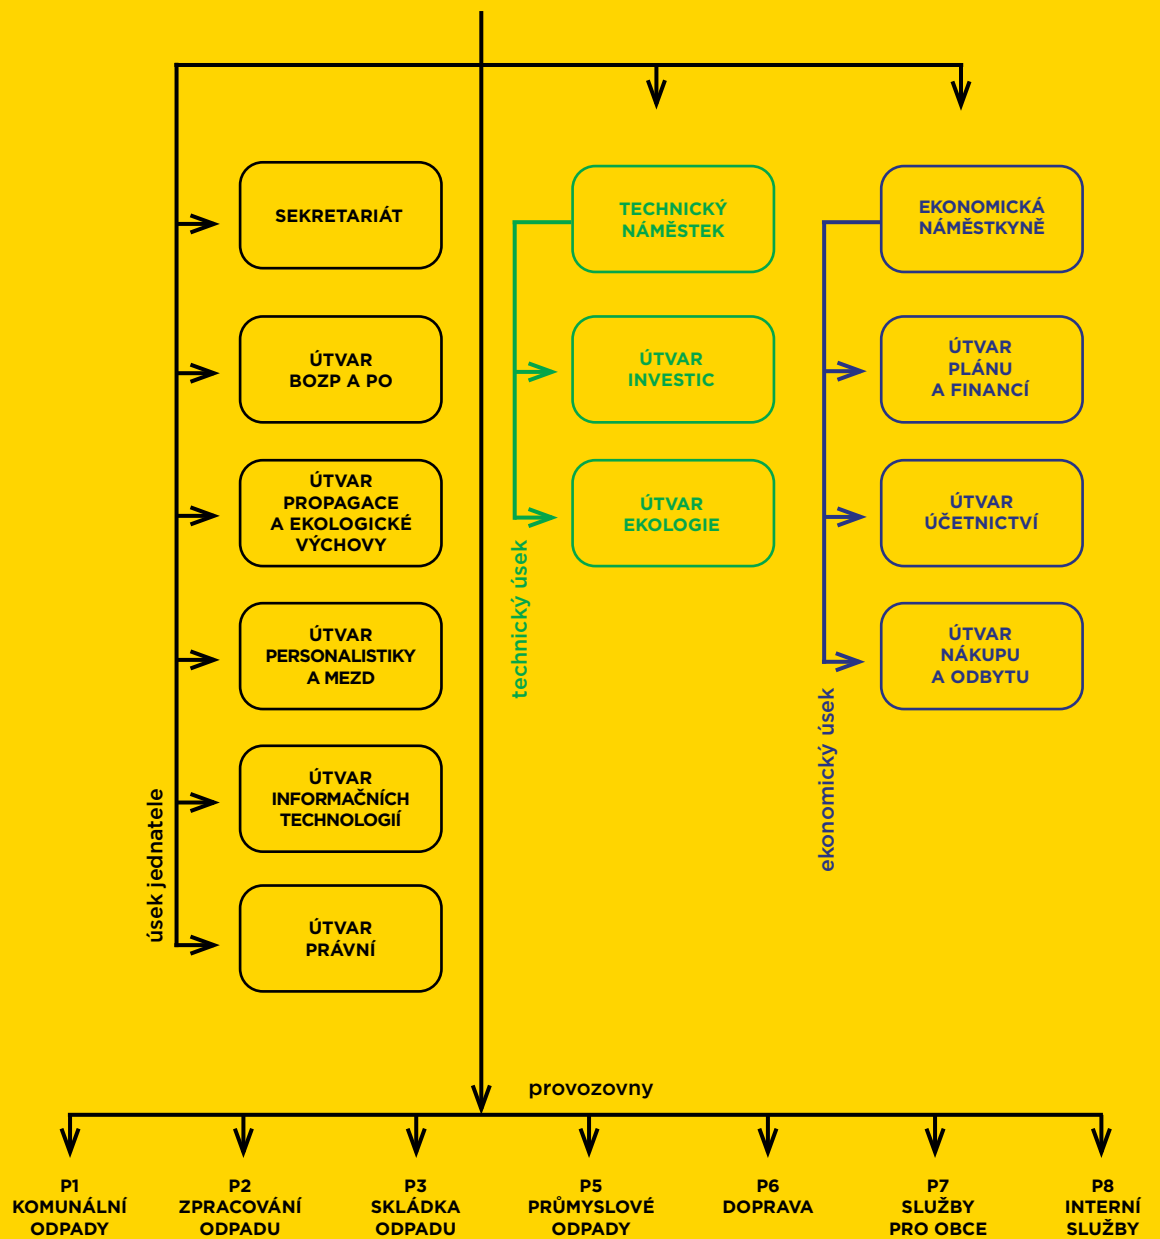 SEKRETARIÁT
ÚTVAR
BOZP A PO
ÚTVAR
PROPAGACE
A EKOLOGICKÉ
VÝCHOVY
ÚTVAR
PERSONALISTIKY
A MEZD
ÚTVAR
INFORMAČNÍCH
TECHNOLOGIÍ
ÚTVAR
PRÁVNÍ
úsek jednatele
TECHNICKÝ
NÁMĚSTEK
ÚTVAR
INVESTIC
ÚTVAR
EKOLOGIE
technický úsek
EKONOMICKÁ
NÁMĚSTKYNĚ
ÚTVAR
PLÁNU
A FINANCÍ
ÚTVAR
ÚČETNICTVÍ
ÚTVAR
NÁKUPU
A ODBYTU
ekonomický úsek
provozovny
P1
KOMUNÁLNÍ
ODPADY
P2
ZPRACOVÁNÍ
ODPADU
P3
SKLÁDKA
ODPADU
P5
PRŮMYSLOVÉ
ODPADY
P6
DOPRAVA
P7
SLUŽBY
PRO OBCE
P8
INTERNÍ
SLUŽBY